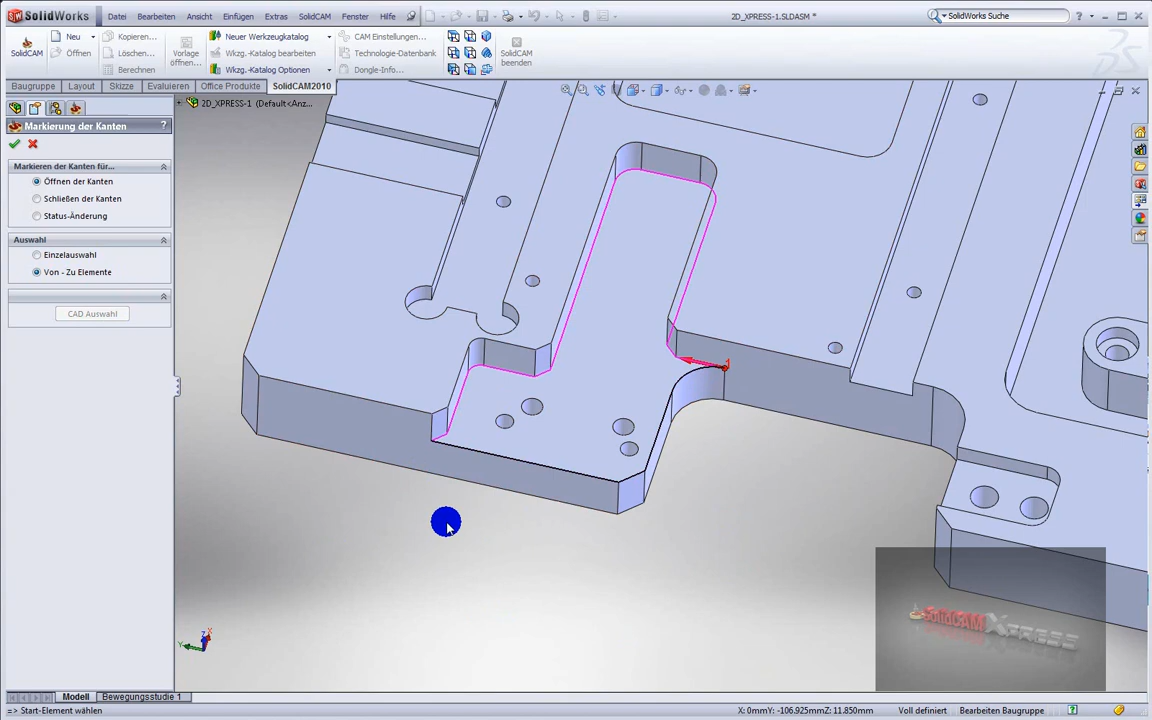 SolidWorks
Datei Bearbeiten Ansicht Einfügen Extras SolidCAM Fenster Hilfe
2D_XPRESS-1.SLDASM *
SolidWorks Suche
SolidCAM
Neu
Öffnen
Kopieren...
Löschen...
Berechnen
Vorlage öffnen...
Neuer Werkzeugkatalog
Wkzg.-Katalog bearbeiten
Wkzg.-Katalog Optionen
CAM Einstellungen...
Technologie-Datenbank
Dongle-Info...
SolidCAM beenden
Baugruppe Layout Skizze Evaluieren Office Produkte SolidCAM2010
2D_XPRESS-1 (Default<Anz...
Markierung der Kanten ?
Markieren der Kanten für...
Öffnen der Kanten
Schließen der Kanten
Status-Änderung
Auswahl
Einzelauswahl
Von - Zu Elemente
CAD Auswahl
SolidCAM XPRESS
Modell Bewegungsstudie 1
=> Start-Element wählen
X: 0mmY: -106.925mmZ: 11.850mm Voll definiert Bearbeiten Baugruppe